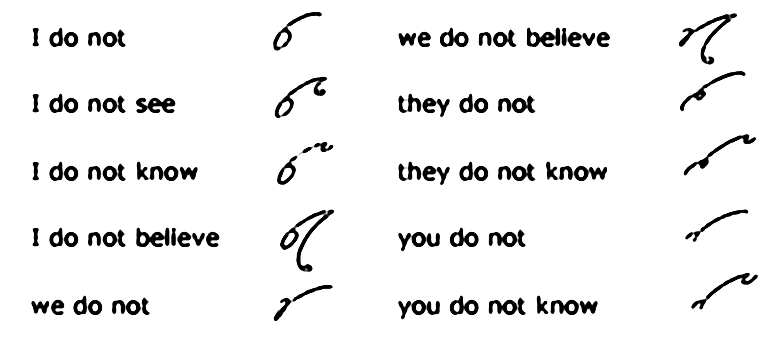 I do not
I do not see
I do not know
I do not believe
we do not
we do not believe
they do not
they do not know
you do not
you do not know